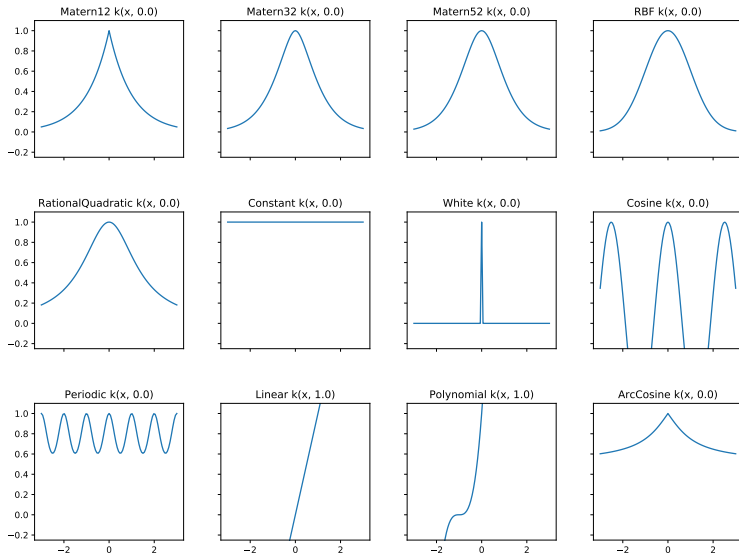 Matern12 k(x, 0.0)
Matern32 k(x, 0.0)
Matern52 k(x, 0.0)
RBF k(x, 0.0)
1.0
0.8
0.6
0.4
0.2
0.0
−0.2
RationalQuadratic k(x, 0.0)
Constant k(x, 0.0)
White k(x, 0.0)
Cosine k(x, 0.0)
1.0
0.8
0.6
0.4
0.2
0.0
−0.2
Periodic k(x, 0.0)
Linear k(x, 1.0)
Polynomial k(x, 1.0)
ArcCosine k(x, 0.0)
1.0
0.8
0.6
0.4
0.2
0.0
−0.2
−2 0 2
−2 0 2
−2 0 2
−2 0 2